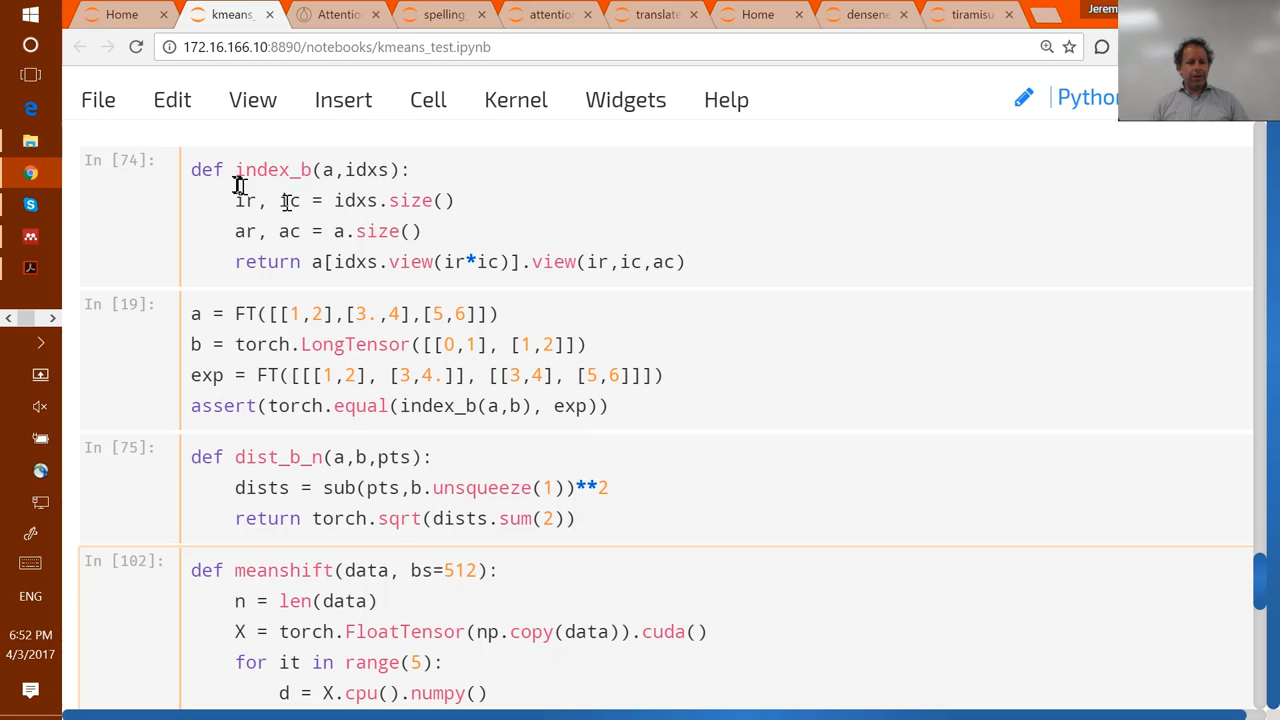 Home
kmeans_
Attentio
spelling_
attentio
translate
Home
densene
tiramisu
Jerem
172.16.166.10:8890/notebooks/kmeans_test.ipynb
File Edit View Insert Cell Kernel Widgets Help
Python
In [74]:
def index_b(a,idxs):
ir, ic = idxs.size()
ar, ac = a.size()
return a[idxs.view(ir*ic)].view(ir,ic,ac)
In [19]:
a = FT([[1,2],[3.,4],[5,6]])
b = torch.LongTensor([[0,1], [1,2]])
exp = FT([[[1,2], [3,4.]], [[3,4], [5,6]]])
assert(torch.equal(index_b(a,b), exp))
In [75]:
def dist_b_n(a,b,pts):
dists = sub(pts,b.unsqueeze(1))**2
return torch.sqrt(dists.sum(2))
In [102]:
def meanshift(data, bs=512):
n = len(data)
X = torch.FloatTensor(np.copy(data)).cuda()
for it in range(5):
d = X.cpu().numpy()
ENG
6:52 PM
4/3/2017